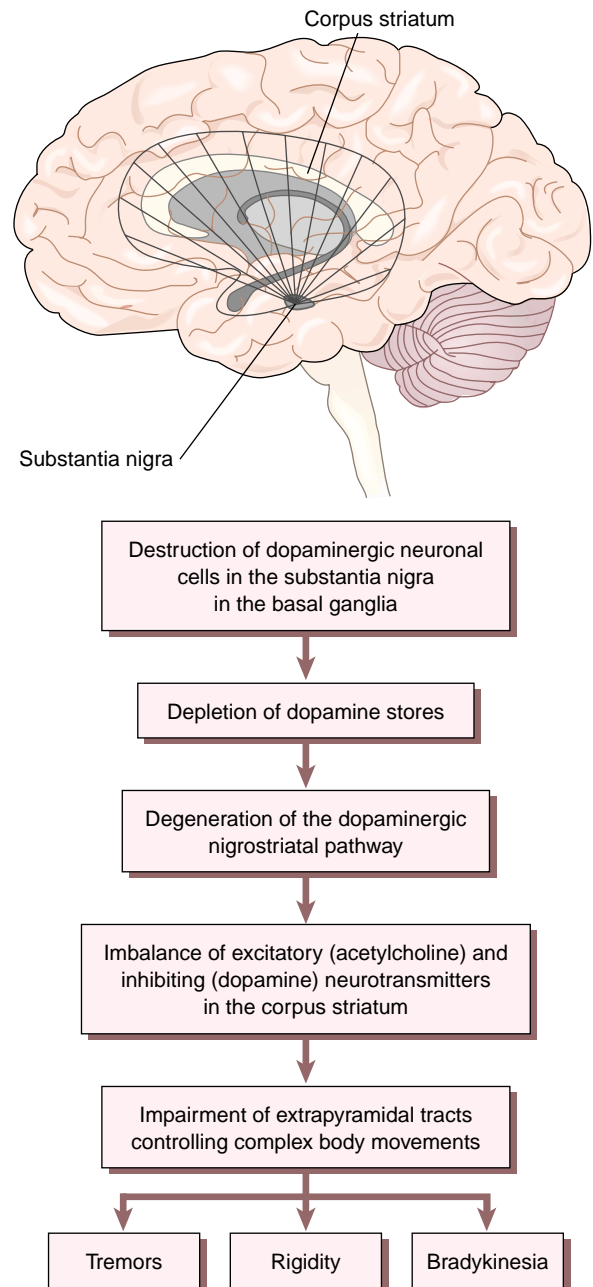 Corpus striatum
Substantia nigra
Destruction of dopaminergic neuronal
cells in the substantia nigra
in the basal ganglia
Depletion of dopamine stores
Degeneration of the dopaminergic
nigrostriatal pathway
Imbalance of excitatory (acetylcholine) and
inhibiting (dopamine) neurotransmitters
in the corpus striatum
Impairment of extrapyramidal tracts
controlling complex body movements
Tremors
Rigidity
Bradykinesia